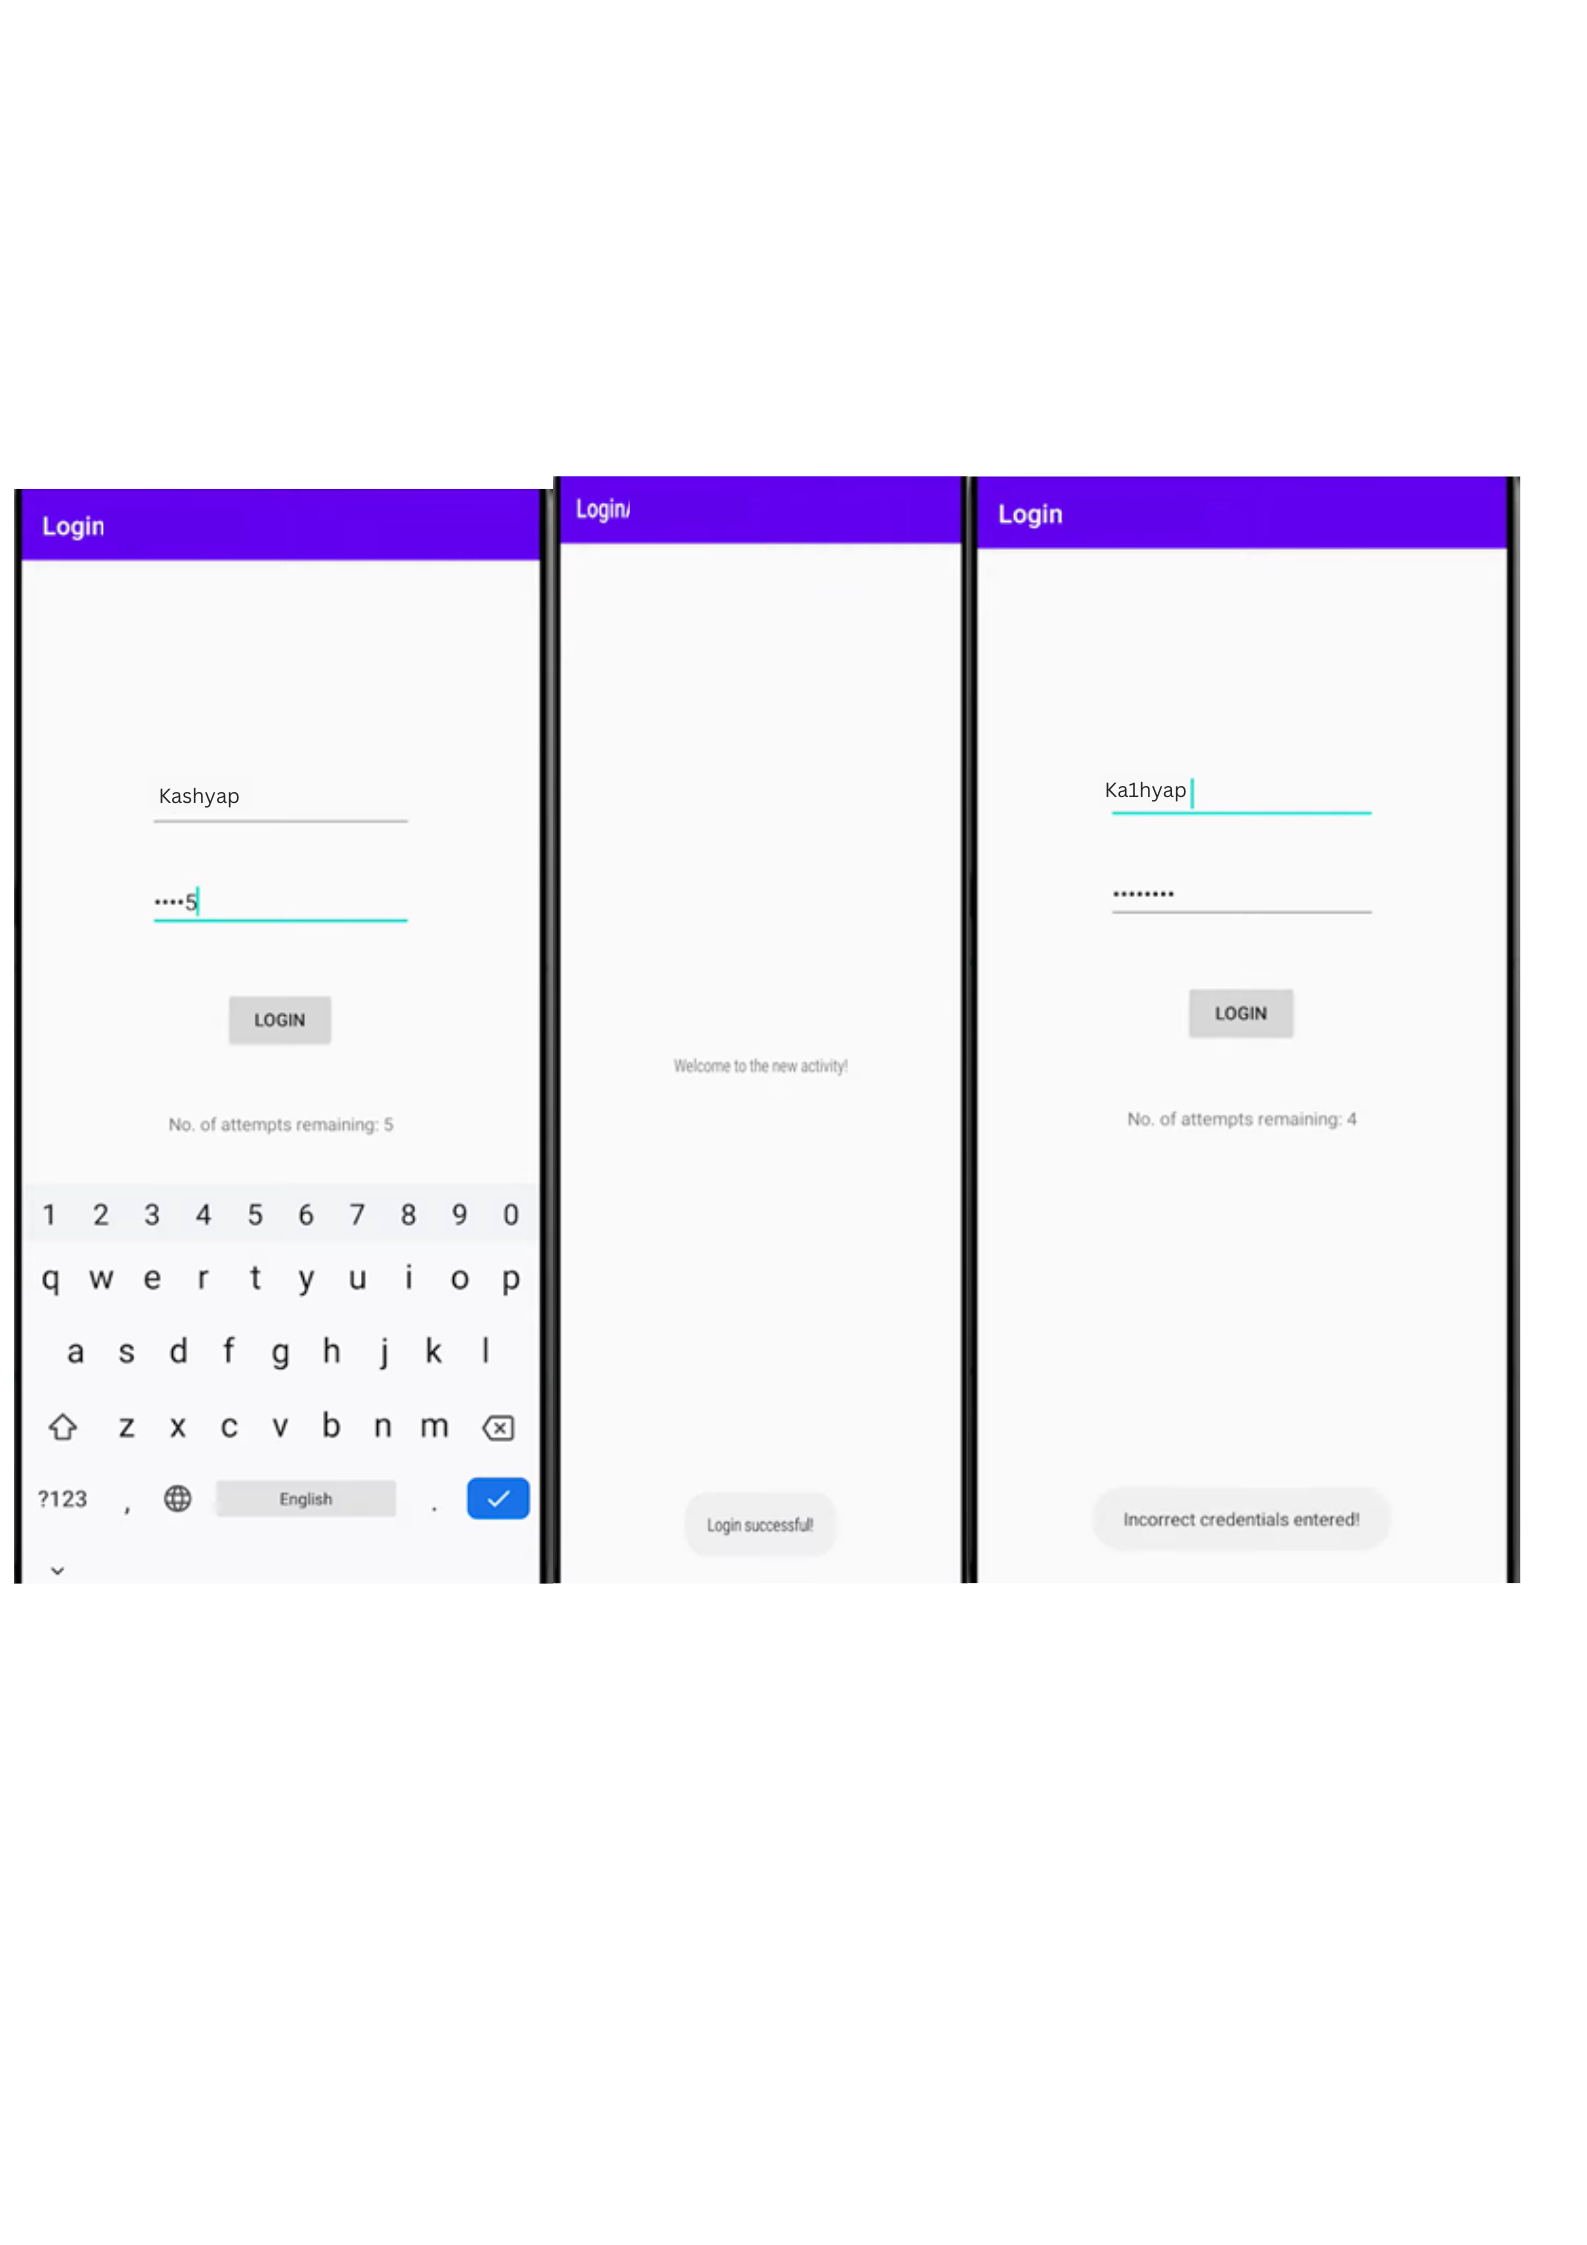 Login
Kashyap
••••5
LOGIN
No. of attempts remaining: 5
1 2 3 4 5 6 7 8 9 0
q w e r t y u i o p
a s d f g h j k l
z x c v b n m
?123 , English .
Login
Welcome to the new activity!
Login successful!
Login
Ka1hyap
••••••••
LOGIN
No. of attempts remaining: 4
Incorrect credentials entered!